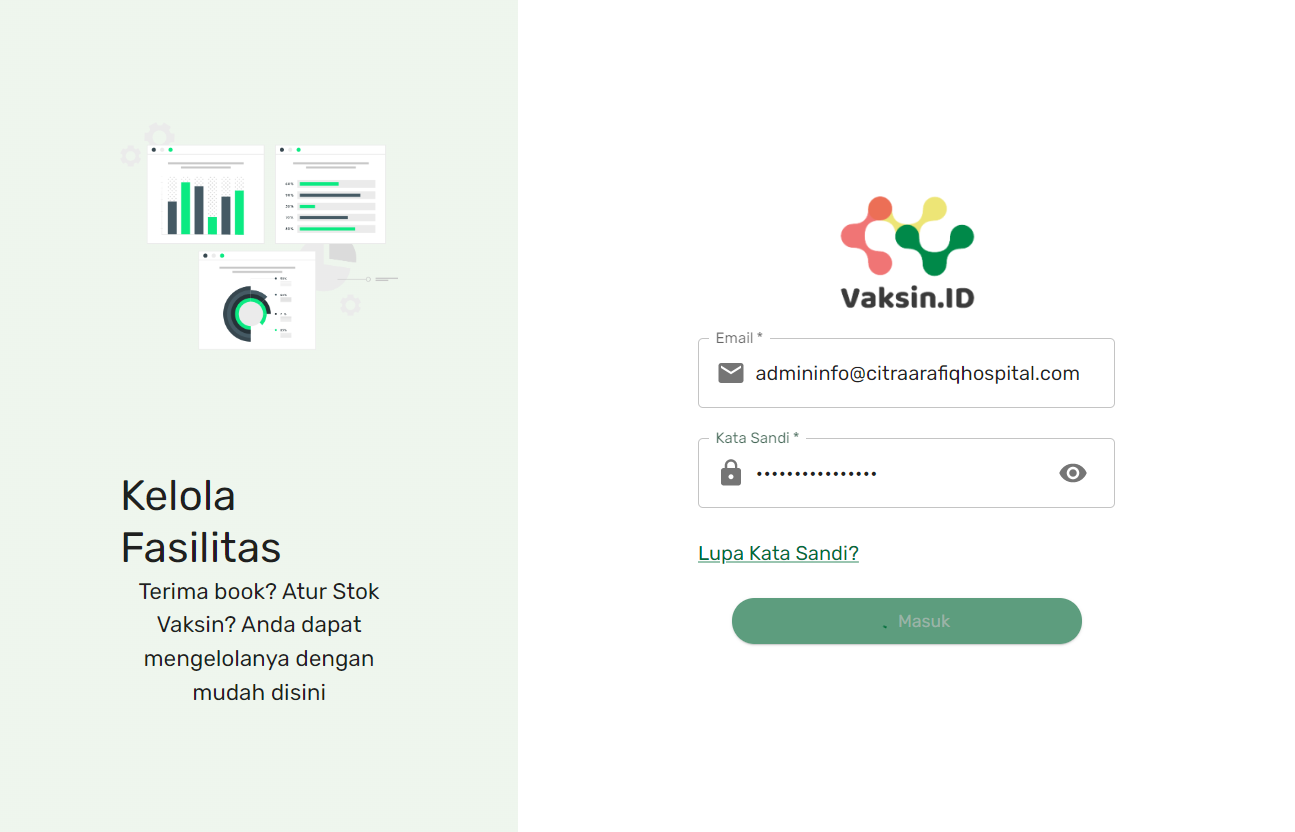 Kelola
Fasilitas
Terima book? Atur Stok
Vaksin? Anda dapat
mengelolanya dengan
mudah disini
Vaksin.ID
Email *
admininfo@citraarafiqhospital.com
Kata Sandi *
••••••••••••••••
Lupa Kata Sandi?
Masuk